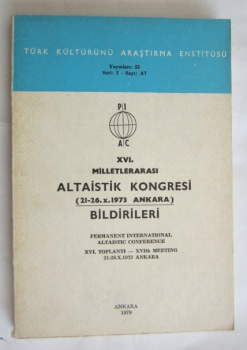 TÜRK KÜLTÜRÜNÜ ARAŞTIRMA ENSTİTÜSÜ
Yayınları: 52
Seri: I - Sayı: A7
P I
A C
XVI.
MİLLETLERARASI
ALTAİSTİK KONGRESİ
(21-26.x.1973 ANKARA)
BİLDİRİLERİ
PERMANENT INTERNATIONAL
ALTAISTIC CONFERENCE
XVI. TOPLANTI — XVIth MEETING
21-26.X.1973 ANKARA
ANKARA
1979